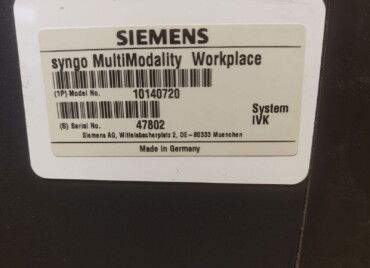 SIEMENS
syngo MultiModality Workplace
(1P) Model No. 10140720
System
IVK
(S) Serial No. 47802
Siemens AG, Wittelsbacherplatz 2, DE-80333 Muenchen
Made in Germany